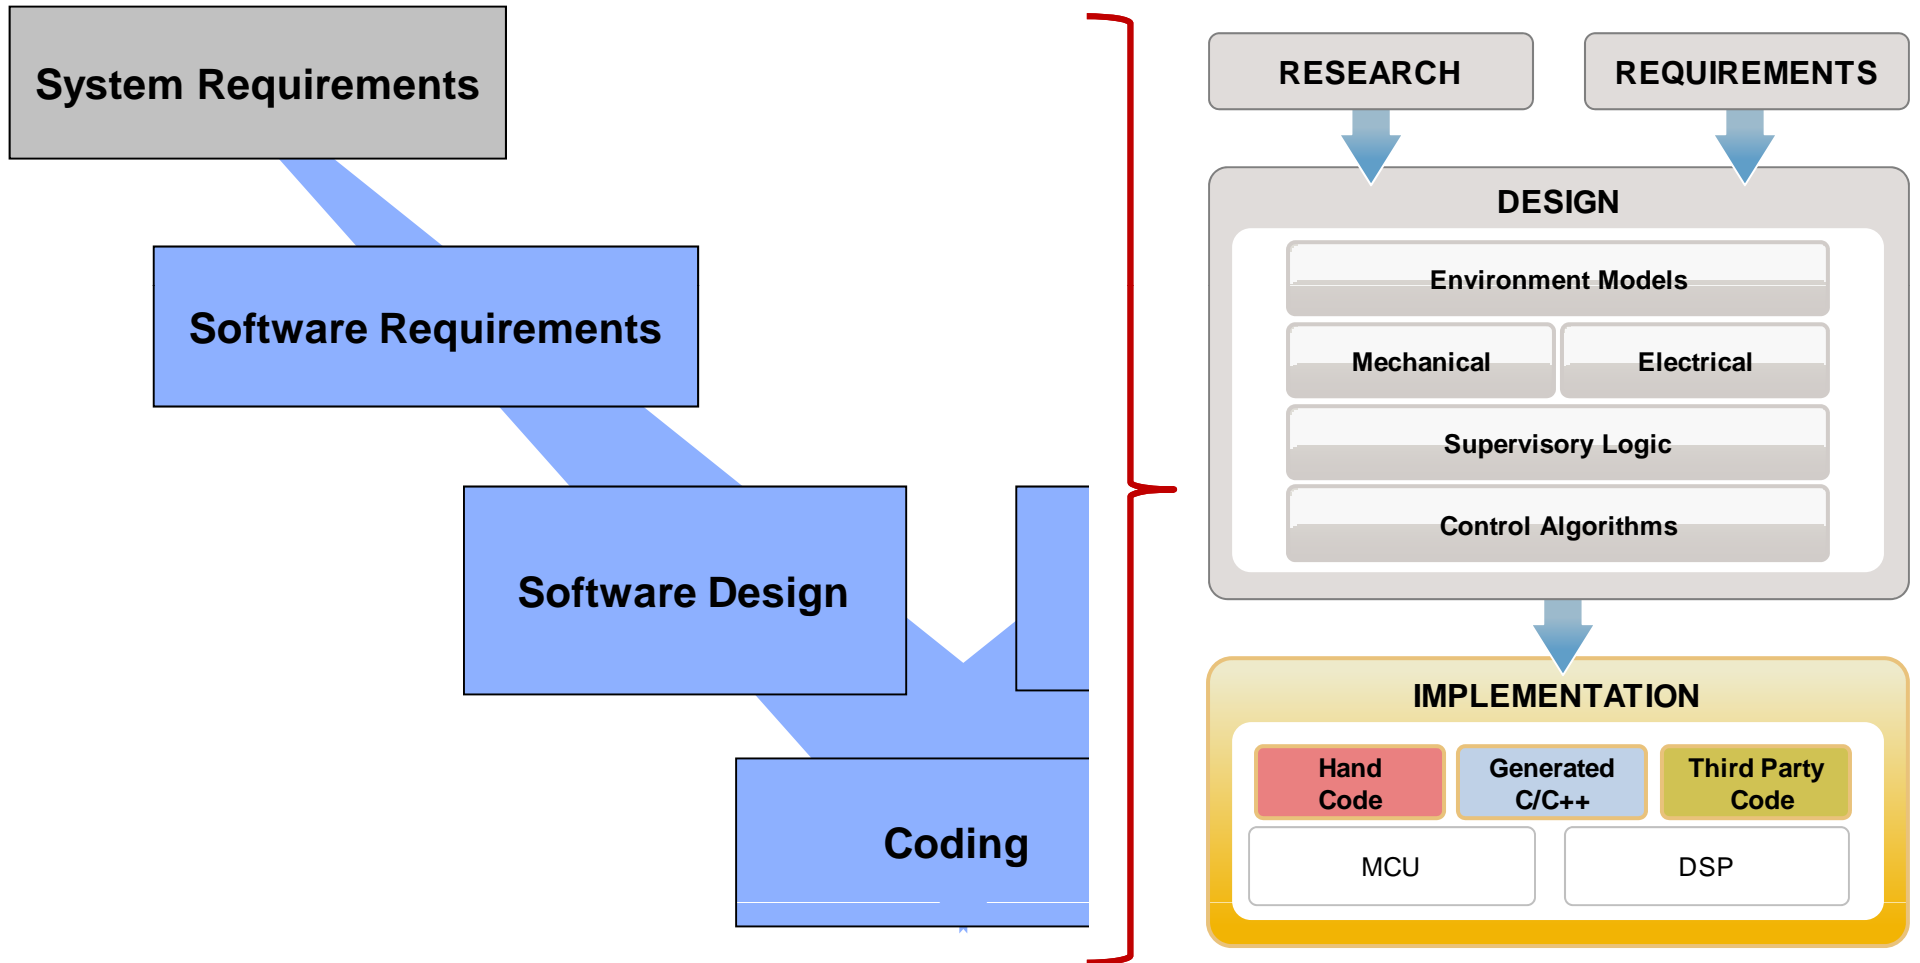 System Requirements
Software Requirements
Software Design
Coding
RESEARCH
REQUIREMENTS
DESIGN
Environment Models
Mechanical
Electrical
Supervisory Logic
Control Algorithms
IMPLEMENTATION
Hand
Code
Generated
C/C++
Third Party
Code
MCU
DSP